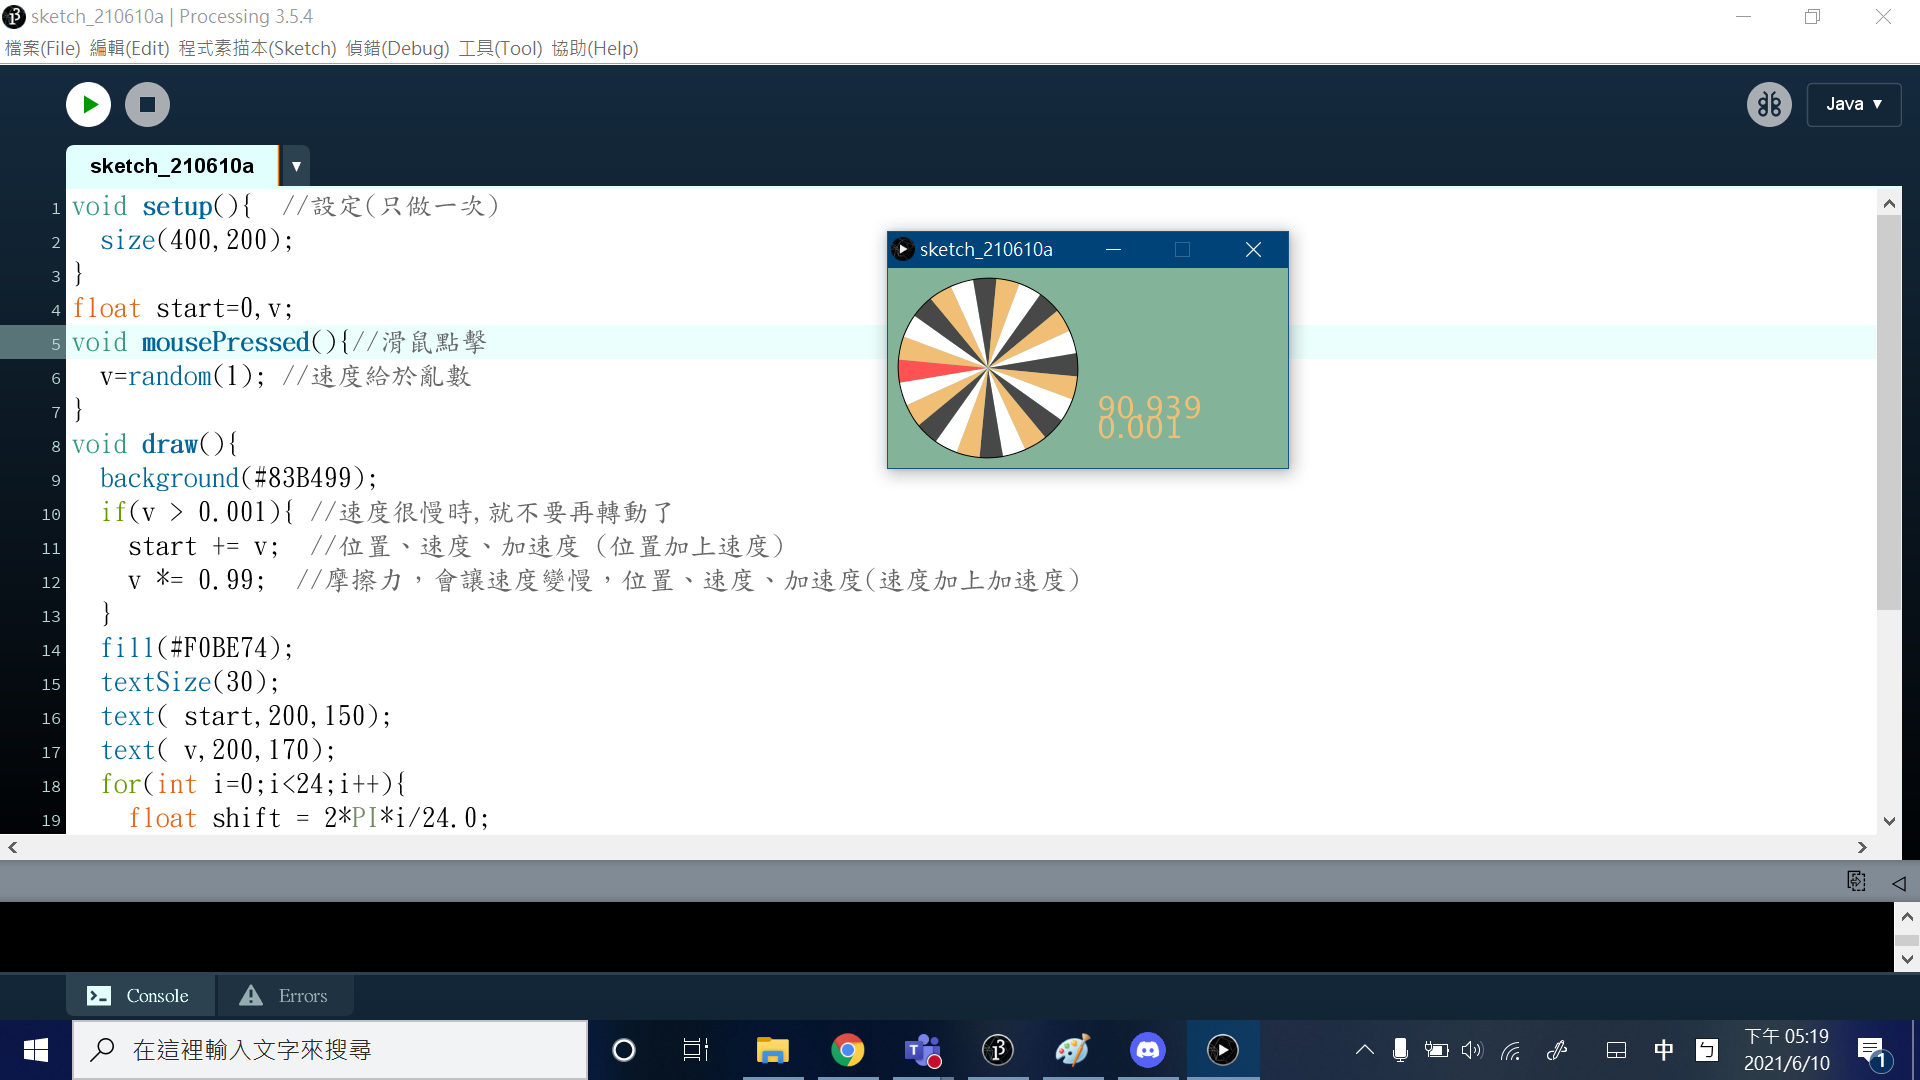 sketch_210610a | Processing 3.5.4
檔案(File) 編輯(Edit) 程式素描本(Sketch) 偵錯(Debug) 工具(Tool) 協助(Help)
Java ▼
sketch_210610a ▼
1 void setup(){  //設定(只做一次)
2   size(400,200);
3 }
4 float start=0,v;
5 void mousePressed(){//滑鼠點擊
6   v=random(1); //速度給於亂數
7 }
8 void draw(){
9   background(#83B499);
10   if(v > 0.001){ //速度很慢時,就不要再轉動了
11     start += v;  //位置、速度、加速度 (位置加上速度)
12     v *= 0.99;  //摩擦力，會讓速度變慢，位置、速度、加速度(速度加上加速度)
13   }
14   fill(#F0BE74);
15   textSize(30);
16   text( start,200,150);
17   text( v,200,170);
18   for(int i=0;i<24;i++){
19     float shift = 2*PI*i/24.0;
sketch_210610a
90.939
0.001
Console
Errors
在這裡輸入文字來搜尋
中
下午 05:19
2021/6/10
1